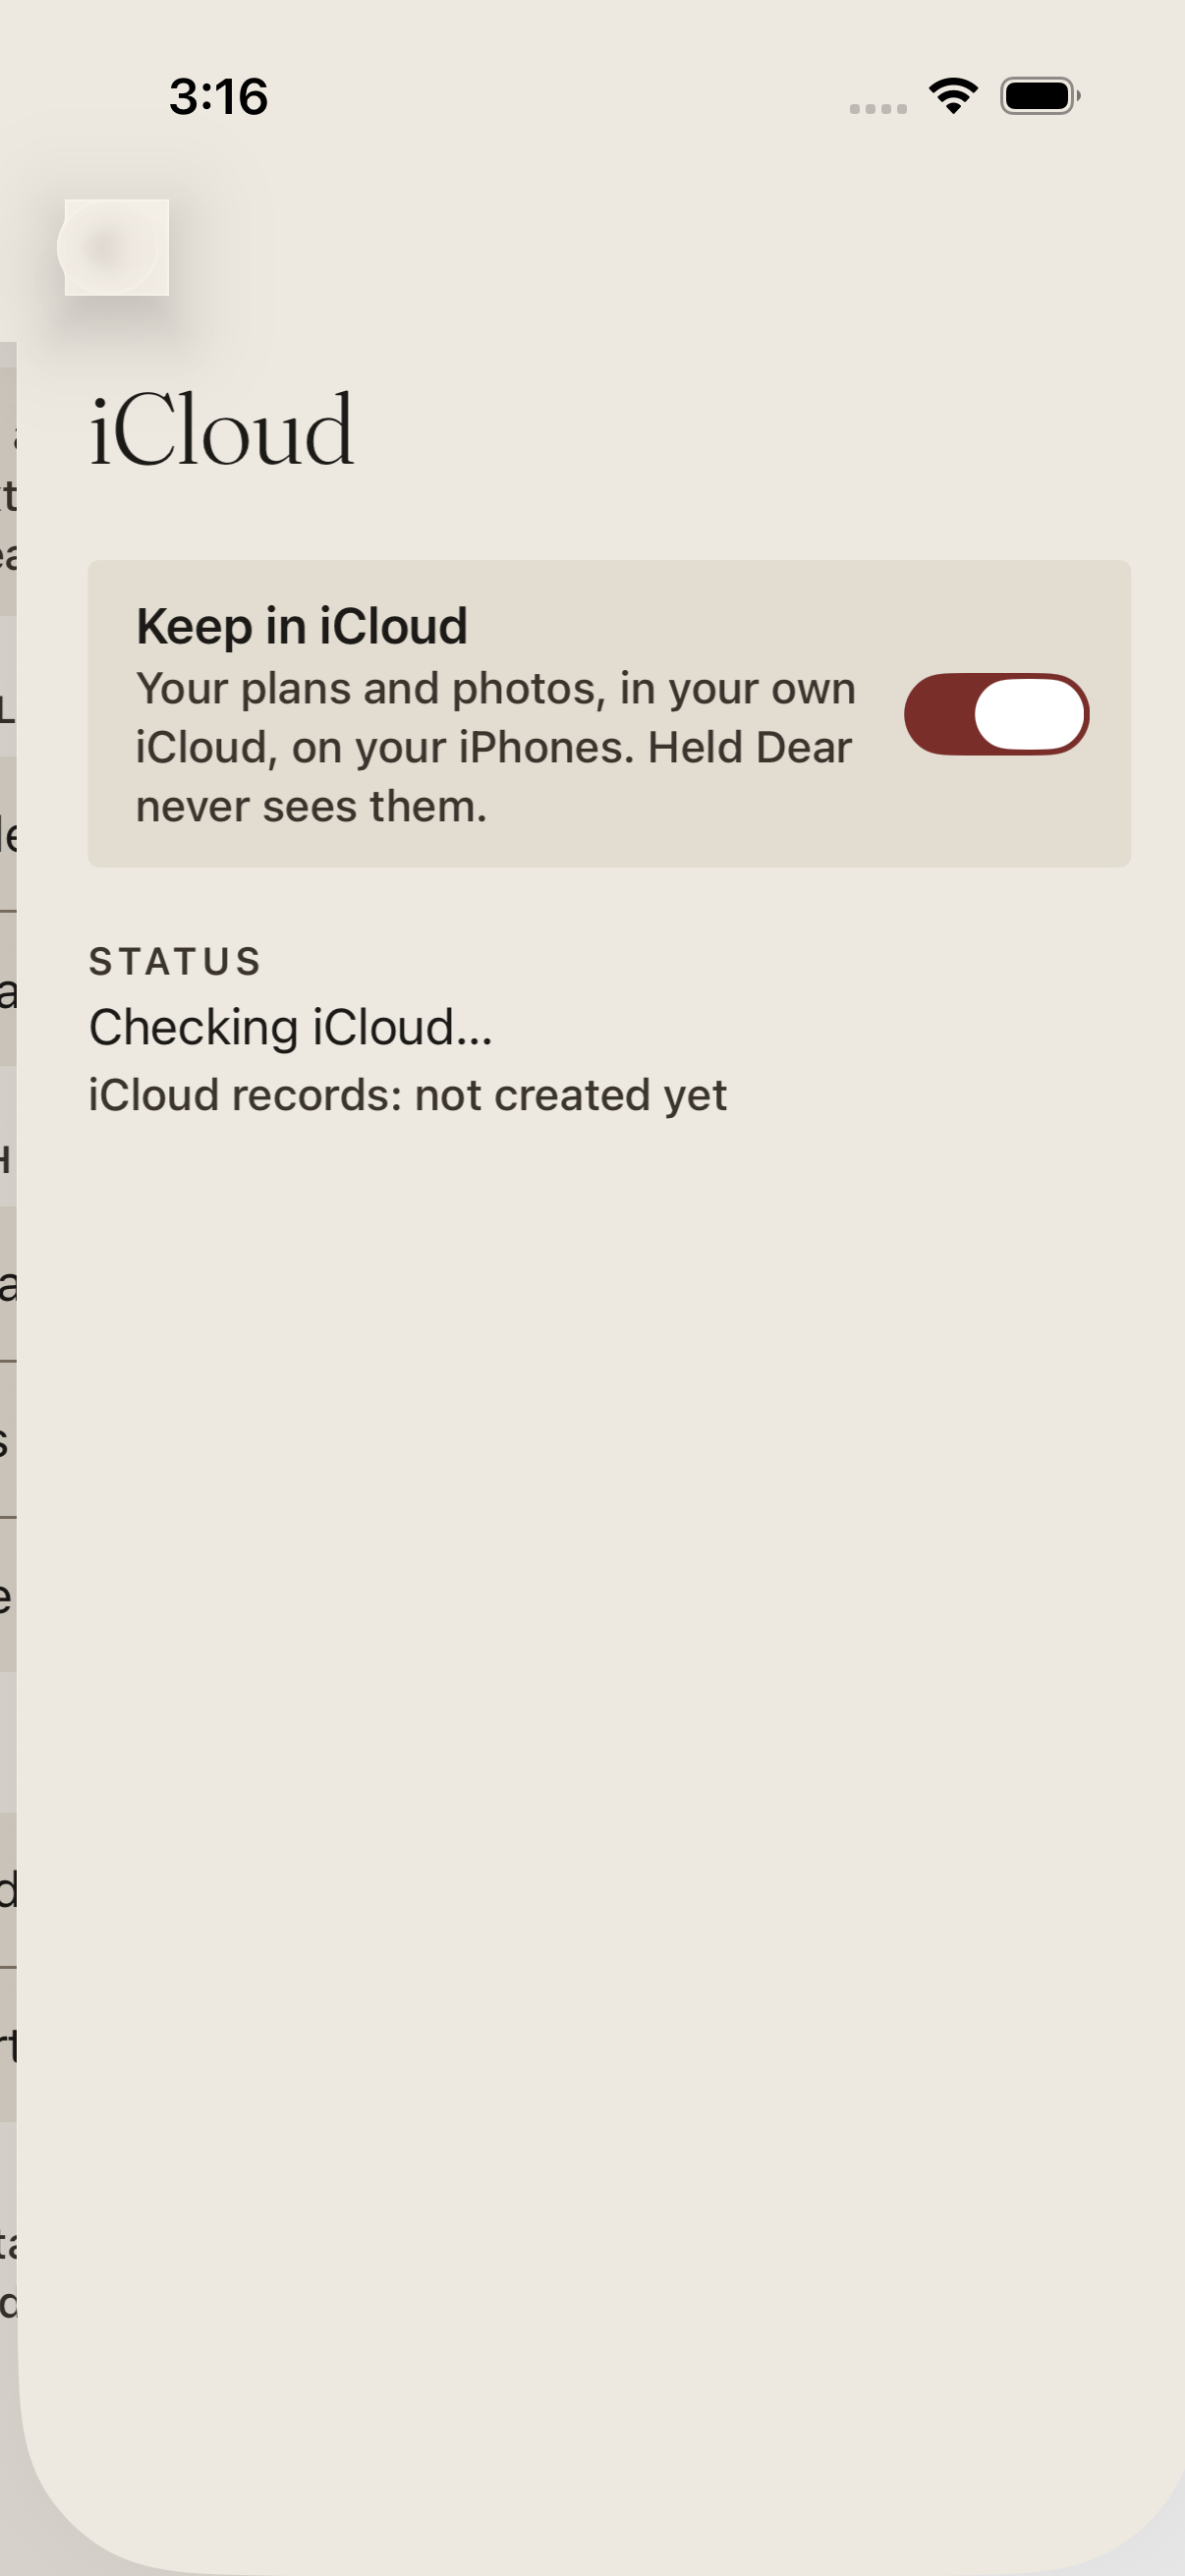 3:16
iCloud
Keep in iCloud
Your plans and photos, in your own
iCloud, on your iPhones. Held Dear
never sees them.
STATUS
Checking iCloud...
iCloud records: not created yet